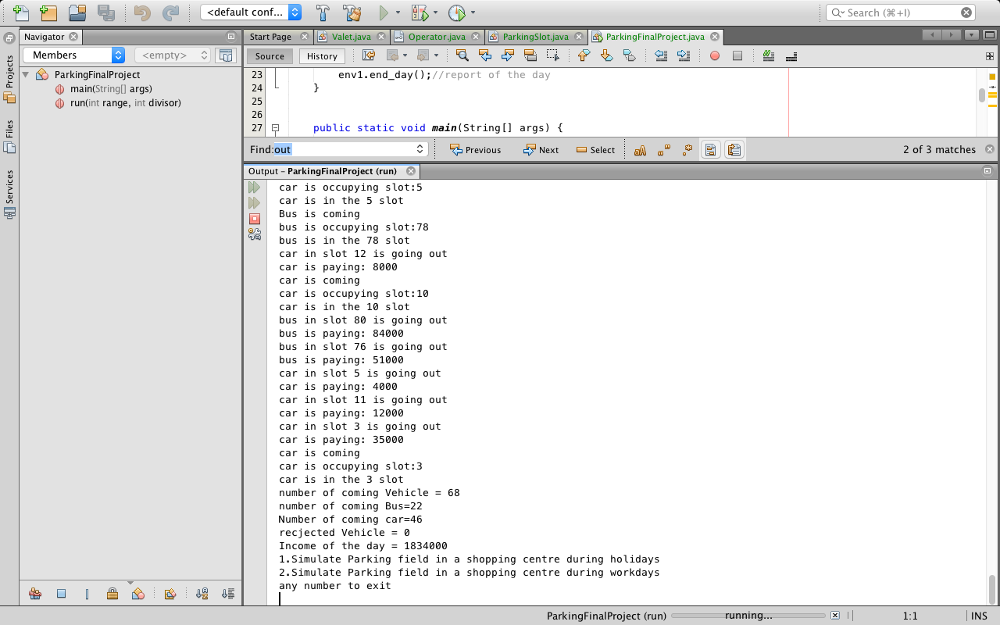 <default conf...
Search (⌘+I)
Navigator
Start Page
Valet.java
Operator.java
ParkingSlot.java
ParkingFinalProject.java
Members
<empty>
Source
History
Projects
Files
Services
ParkingFinalProject
main(String[] args)
run(int range, int divisor)
23 env1.end_day();//report of the day
24 }
25
26
27 public static void main(String[] args) {
Find: out
Previous
Next
Select
2 of 3 matches
Output – ParkingFinalProject (run)
car is occupying slot:5
car is in the 5 slot
Bus is coming
bus is occupying slot:78
bus is in the 78 slot
car in slot 12 is going out
car is paying: 8000
car is coming
car is occupying slot:10
car is in the 10 slot
bus in slot 80 is going out
bus is paying: 84000
bus in slot 76 is going out
bus is paying: 51000
car in slot 5 is going out
car is paying: 4000
car in slot 11 is going out
car is paying: 12000
car in slot 3 is going out
car is paying: 35000
car is coming
car is occupying slot:3
car is in the 3 slot
number of coming Vehicle = 68
number of coming Bus=22
Number of coming car=46
recjected Vehicle = 0
Income of the day = 1834000
1.Simulate Parking field in a shopping centre during holidays
2.Simulate Parking field in a shopping centre during workdays
any number to exit
ParkingFinalProject (run)
running...
1:1
INS